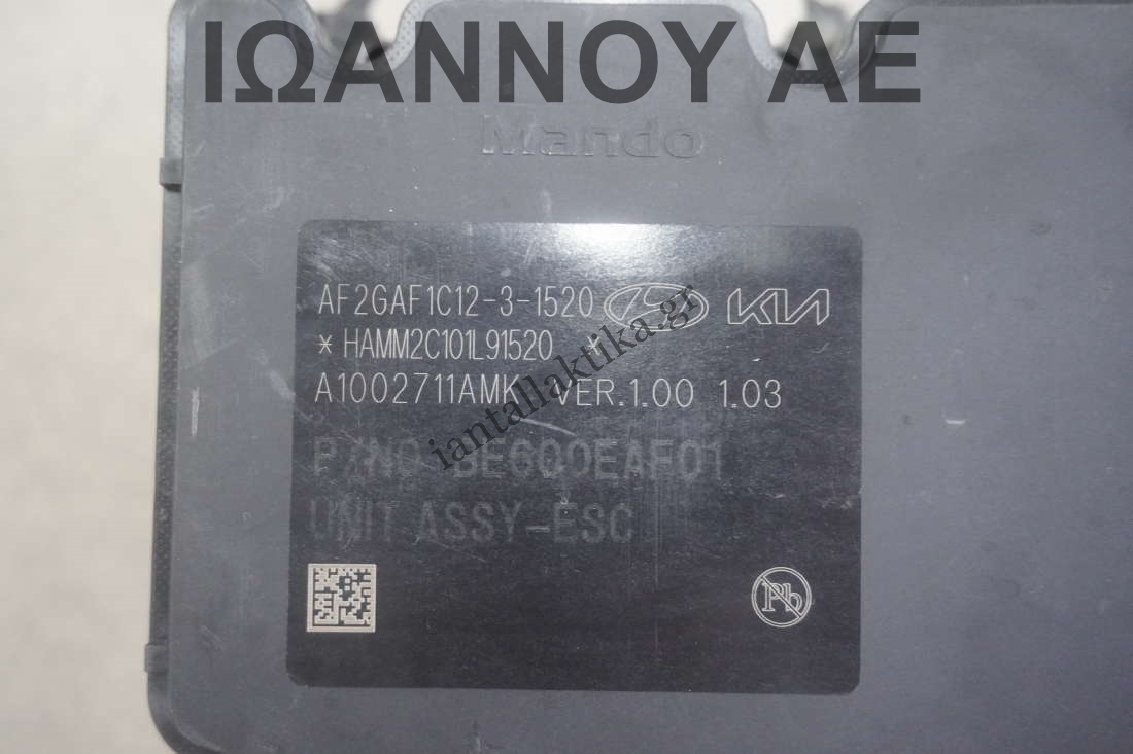 ΙΩΑΝΝΟΥ ΑΕ
Mando
AF2GAF1C12-3-1520 KIA
*HAMM2C101L91520 *
A1002711AMK VER.1.00 1.03
iantallaktika.gr
P/NO BE6Q0EAF01
UNIT ASSY-ESC
Pb